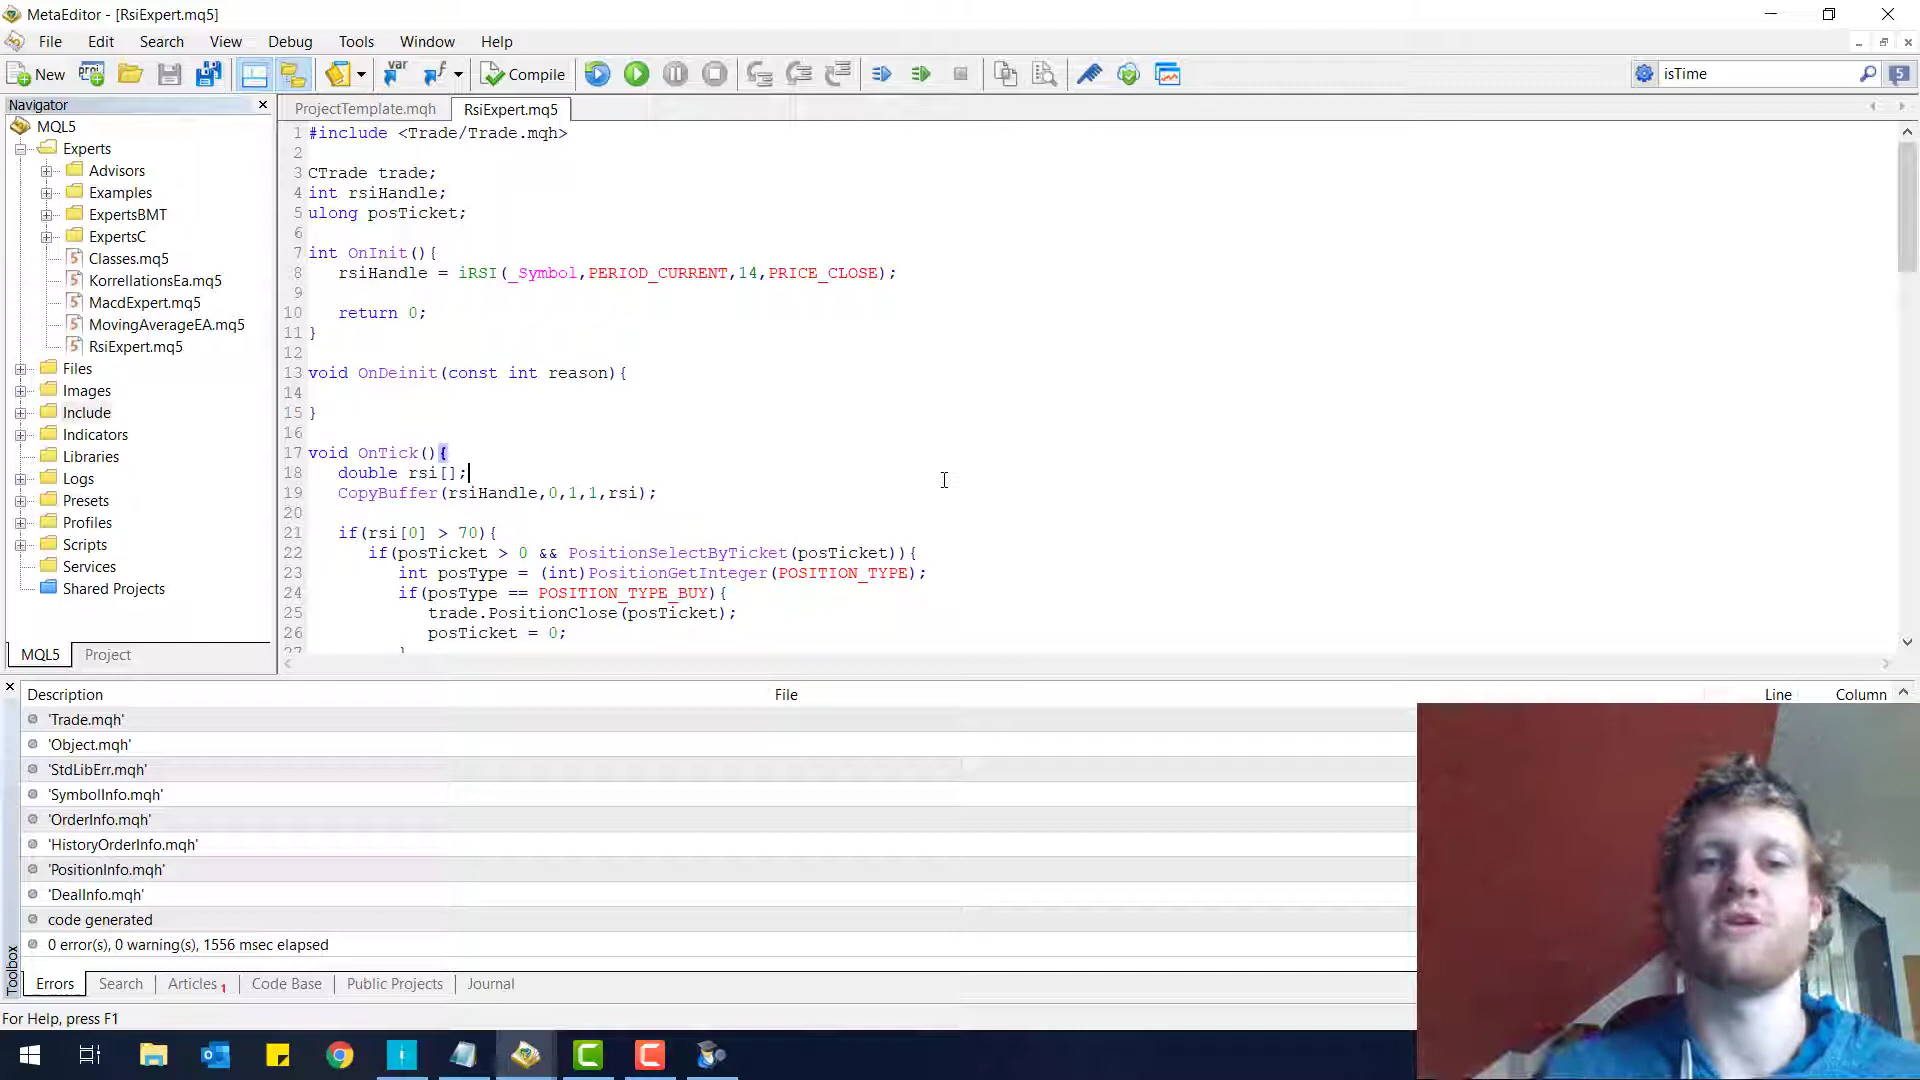 MetaEditor - [RsiExpert.mq5]
File Edit Search View Debug Tools Window Help
New Compile isTime 5
Navigator
ProjectTemplate.mqh RsiExpert.mq5
MQL5
Experts
Advisors
Examples
ExpertsBMT
ExpertsC
Classes.mq5
KorrellationsEa.mq5
MacdExpert.mq5
MovingAverageEA.mq5
RsiExpert.mq5
Files
Images
Include
Indicators
Libraries
Logs
Presets
Profiles
Scripts
Services
Shared Projects
MQL5 Project
1 #include <Trade/Trade.mqh>
2
3 CTrade trade;
4 int rsiHandle;
5 ulong posTicket;
6
7 int OnInit(){
8 rsiHandle = iRSI(_Symbol,PERIOD_CURRENT,14,PRICE_CLOSE);
9
10 return 0;
11 }
12
13 void OnDeinit(const int reason){
14
15 }
16
17 void OnTick(){
18 double rsi[];
19 CopyBuffer(rsiHandle,0,1,1,rsi);
20
21 if(rsi[0] > 70){
22 if(posTicket > 0 && PositionSelectByTicket(posTicket)){
23 int posType = (int)PositionGetInteger(POSITION_TYPE);
24 if(posType == POSITION_TYPE_BUY){
25 trade.PositionClose(posTicket);
26 posTicket = 0;
27 }
Description File Line Column
'Trade.mqh'
'Object.mqh'
'StdLibErr.mqh'
'SymbolInfo.mqh'
'OrderInfo.mqh'
'HistoryOrderInfo.mqh'
'PositionInfo.mqh'
'DealInfo.mqh'
code generated
0 error(s), 0 warning(s), 1556 msec elapsed
Toolbox
Errors Search Articles 1 Code Base Public Projects Journal
For Help, press F1